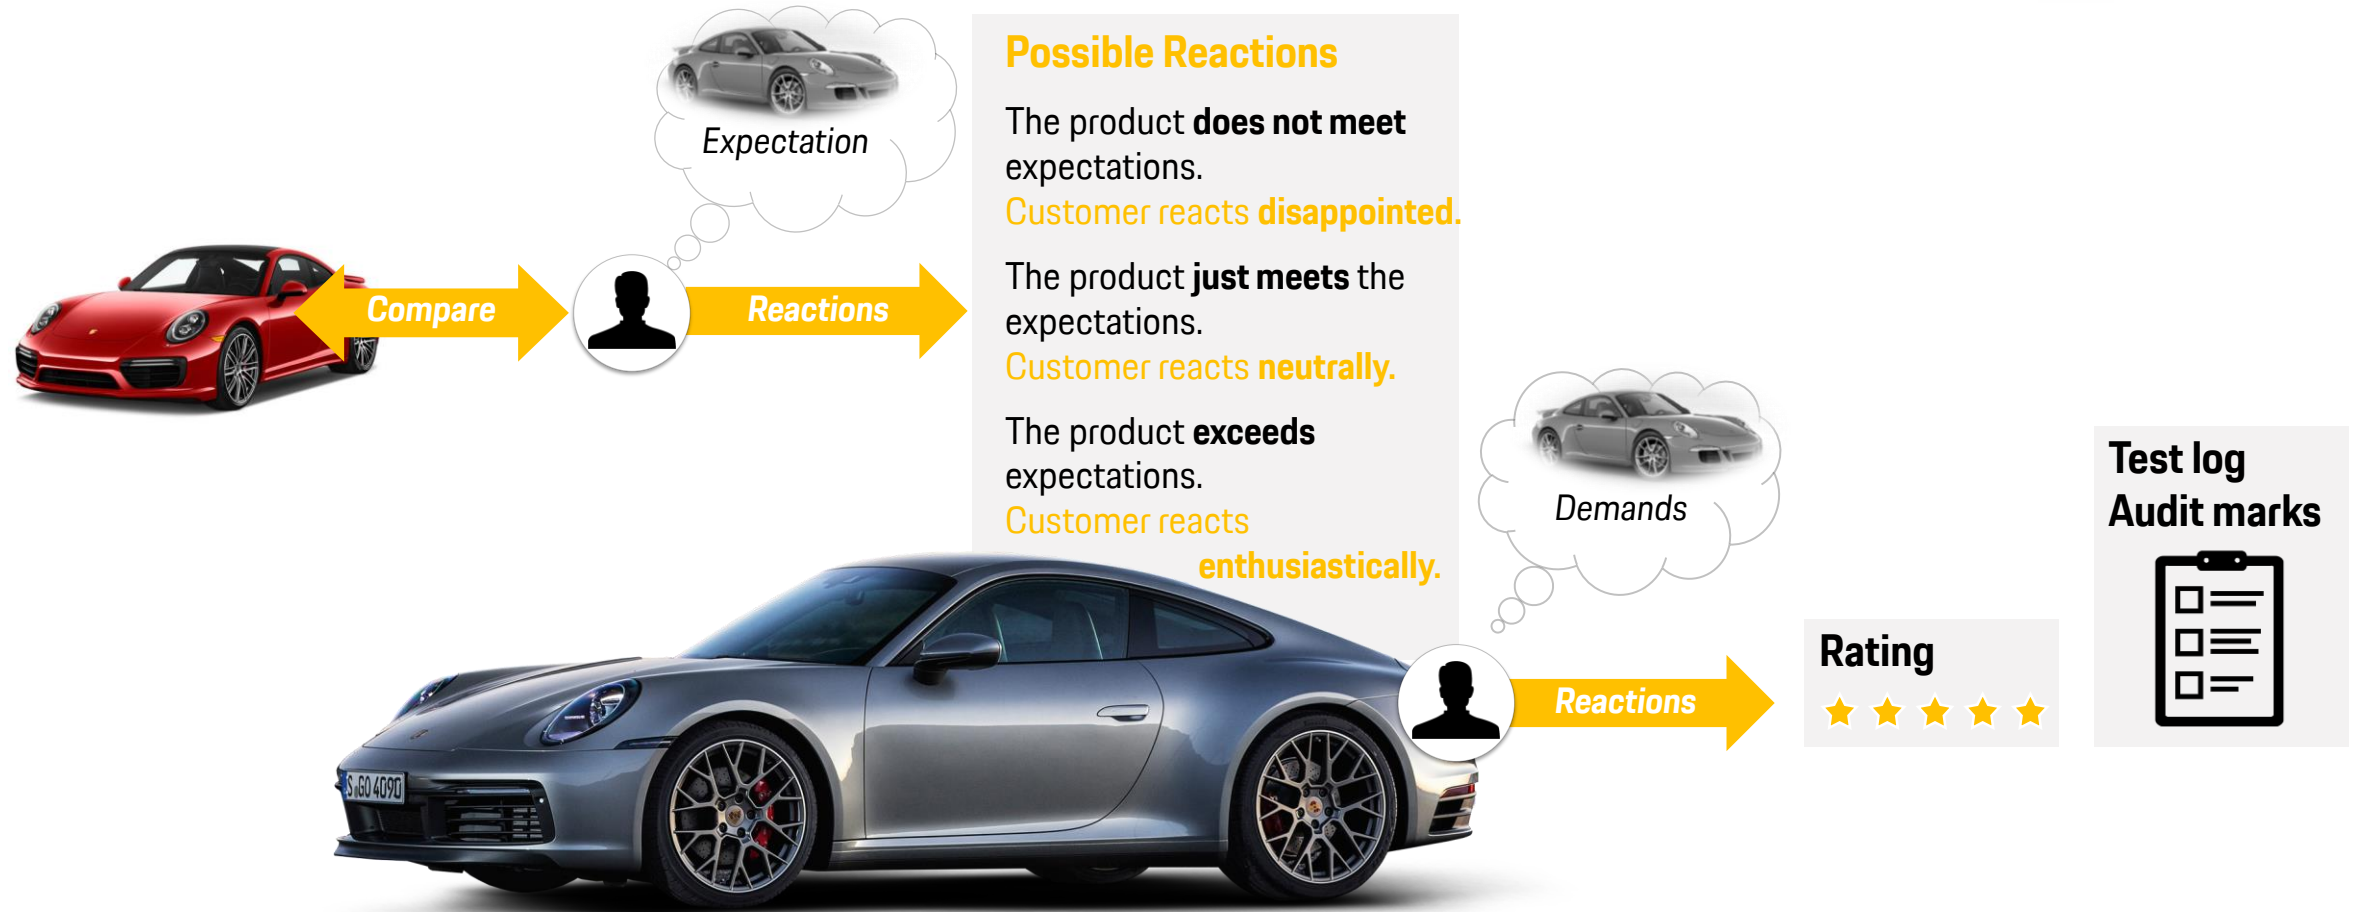 Expectation
Compare
Reactions
Possible Reactions
The product does not meet
expectations.
Customer reacts disappointed.
The product just meets the
expectations.
Customer reacts neutrally.
The product exceeds
expectations.
Customer reacts
enthusiastically.
Demands
Reactions
Rating
Test log
Audit marks
S GO 4090